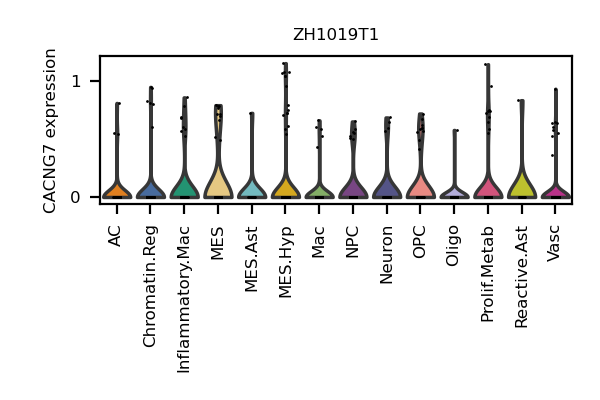 ZH1019T1
CACNG7 expression
1
0
AC
Chromatin.Reg
Inflammatory.Mac
MES
MES.Ast
MES.Hyp
Mac
NPC
Neuron
OPC
Oligo
Prolif.Metab
Reactive.Ast
Vasc